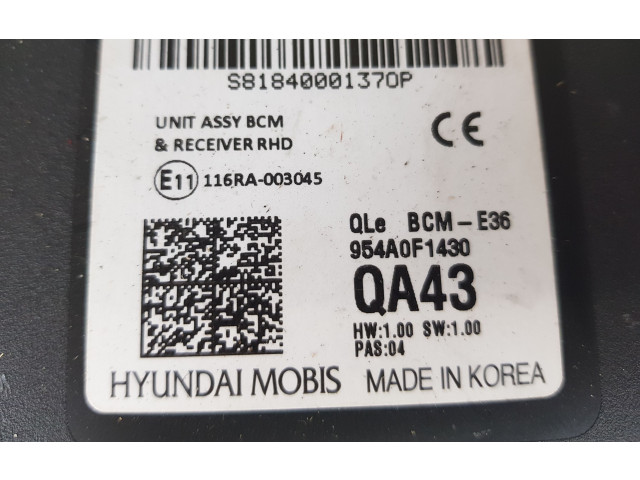 S81840001370P
UNIT ASSY BCM
& RECEIVER RHD
CE
E11 116RA-003045
QLe BCM-E36
954A0F1430
QA43
HW:1.00 SW:1.00
PAS:04
HYUNDAI MOBIS MADE IN KOREA